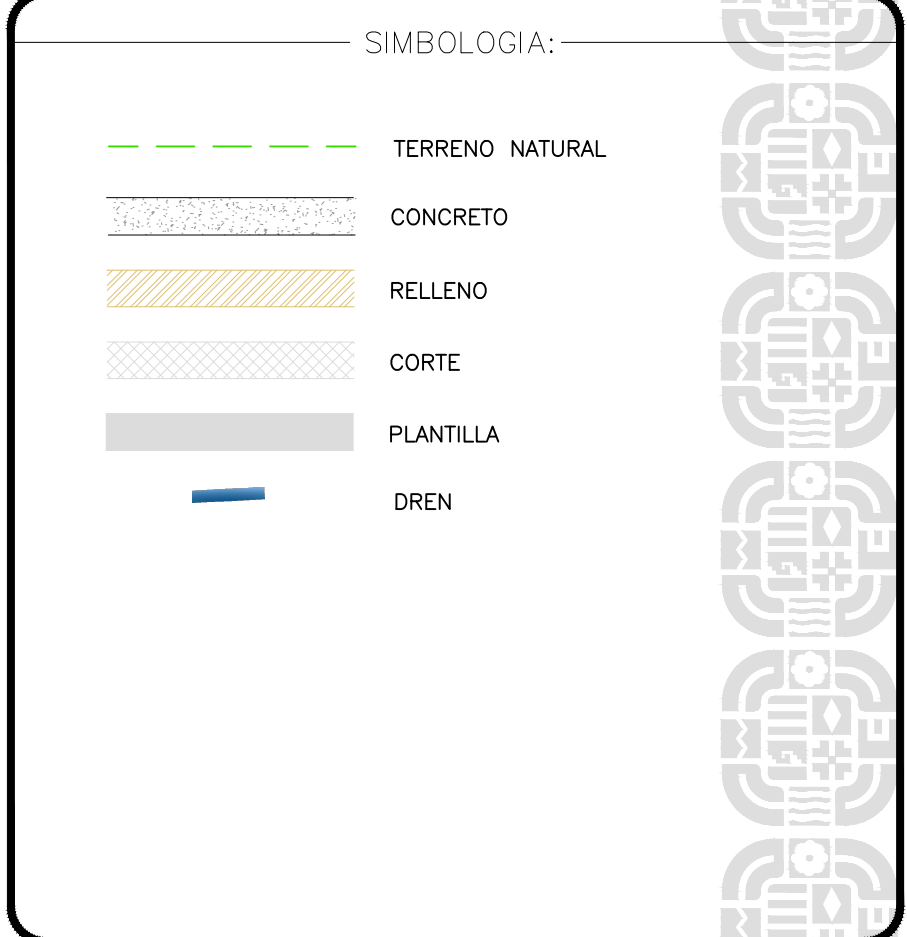 SIMBOLOGIA:
TERRENO NATURAL
CONCRETO
RELLENO
CORTE
PLANTILLA
DREN